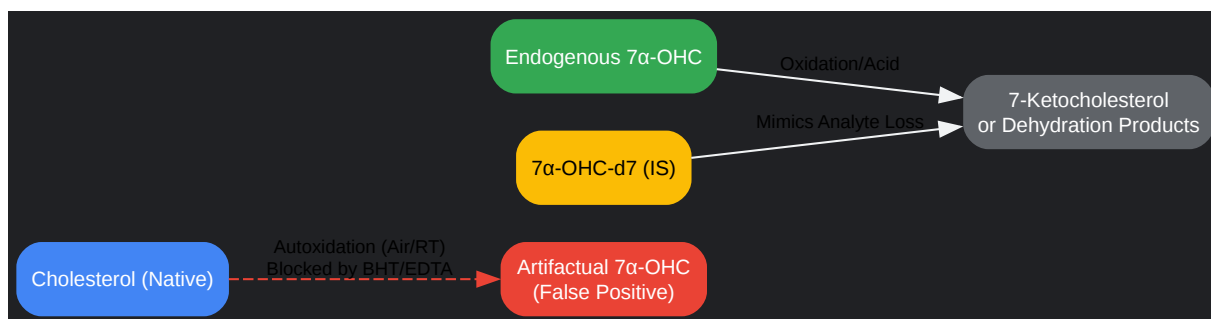 Endogenous 7α-OHC
Oxidation/Acid
7-Ketocholesterol
or Dehydration Products
Mimics Analyte Loss
7α-OHC-d7 (IS)
Cholesterol (Native)
Autoxidation (Air/RT)
Blocked by BHT/EDTA
Artifactual 7α-OHC
(False Positive)